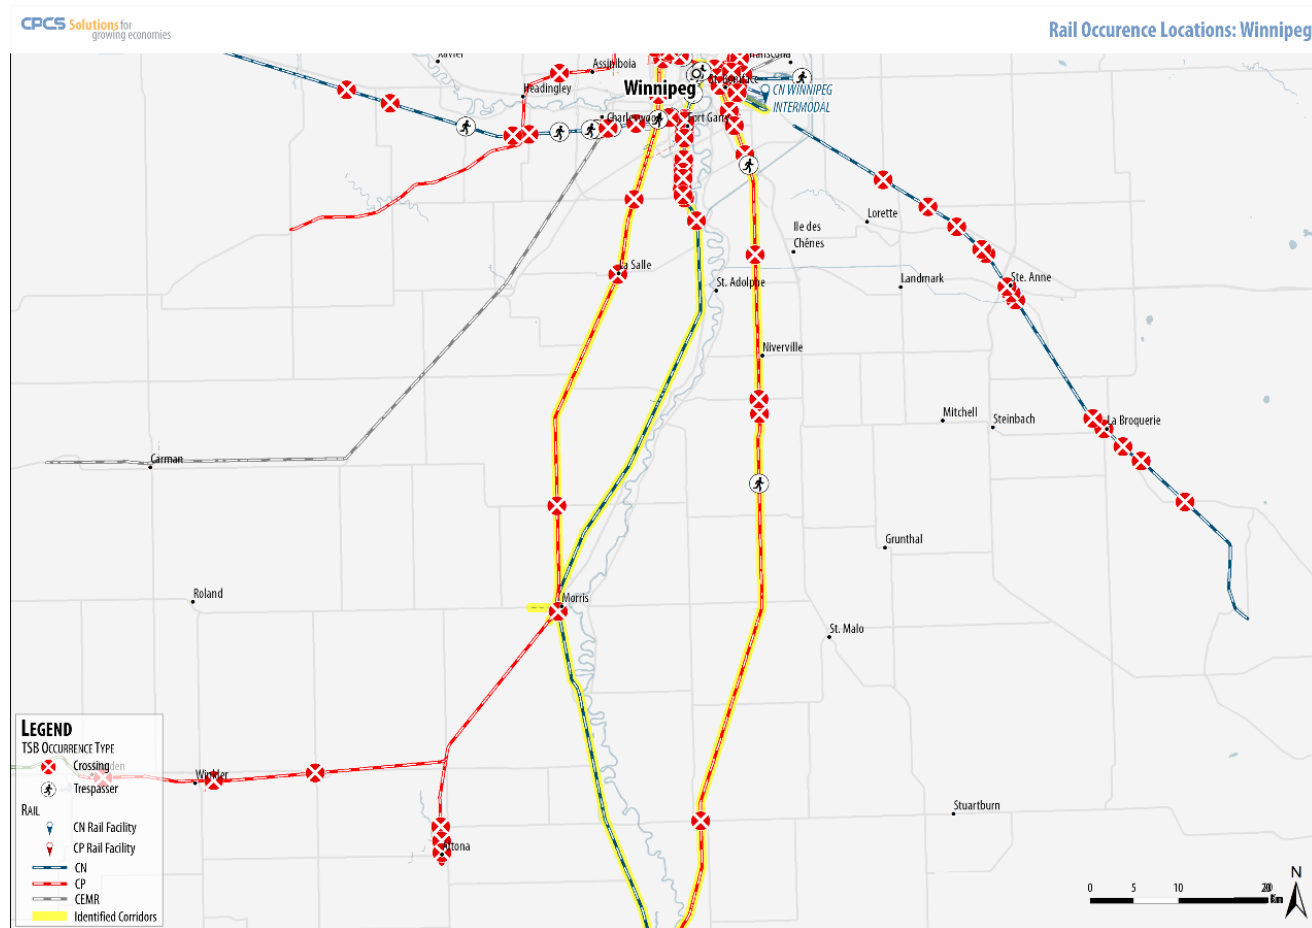 CPCS Solutions for
growing economies
Rail Occurence Locations: Winnipeg
Assiniboia
Headingley
Winnipeg
St. Boniface
CN WINNIPEG
INTERMODAL
Lorette
Ile des
Chênes
La Salle
St. Adolphe
Landmark
Ste. Anne
Niverville
Mitchell
Steinbach
La Broquerie
Carman
Grunthal
Roland
Morris
St. Malo
Winkler
Stuartburn
Altona
LEGEND
TSB OCCURRENCE TYPE
Crossing
Trespasser
RAIL
CN Rail Facility
CP Rail Facility
CN
CP
CEMR
Identified Corridors
N
0 5 10 20